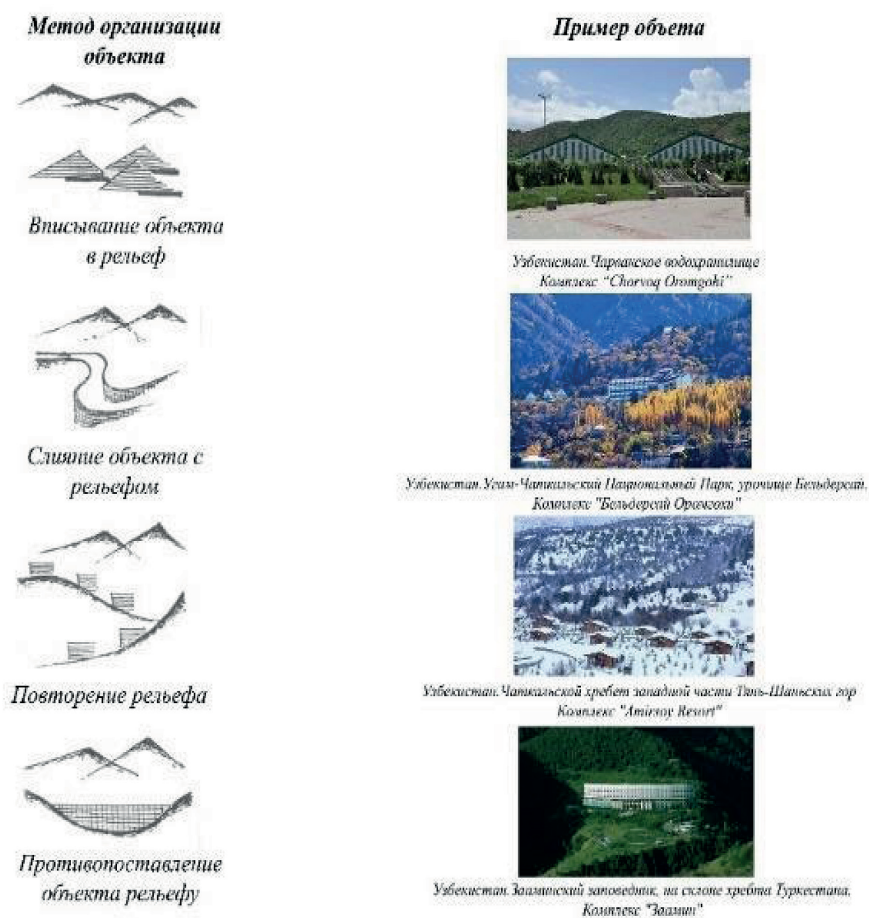 Метод организации
объекта
Пример объета
Вписывание объекта
в рельеф
Узбекистан.Чарвакское водохранилище
Комплекс “Chorvoq Oromgohi”
Слияние объекта с
рельефом
Узбекистан.Угам-Чаткальский Национальный Парк, урочище Бельдерсай.
Комплекс "Бельдерсай Оромгохи"
Повторение рельефа
Узбекистан.Чаткальской хребет западной части Тянь-Шаньских гор
Комплекс "Amirsoy Resort"
Противопоставление
объекта рельефу
Узбекистан.Зааминский заповедник, на склоне хребта Туркестана.
Комплекс "Заамин"